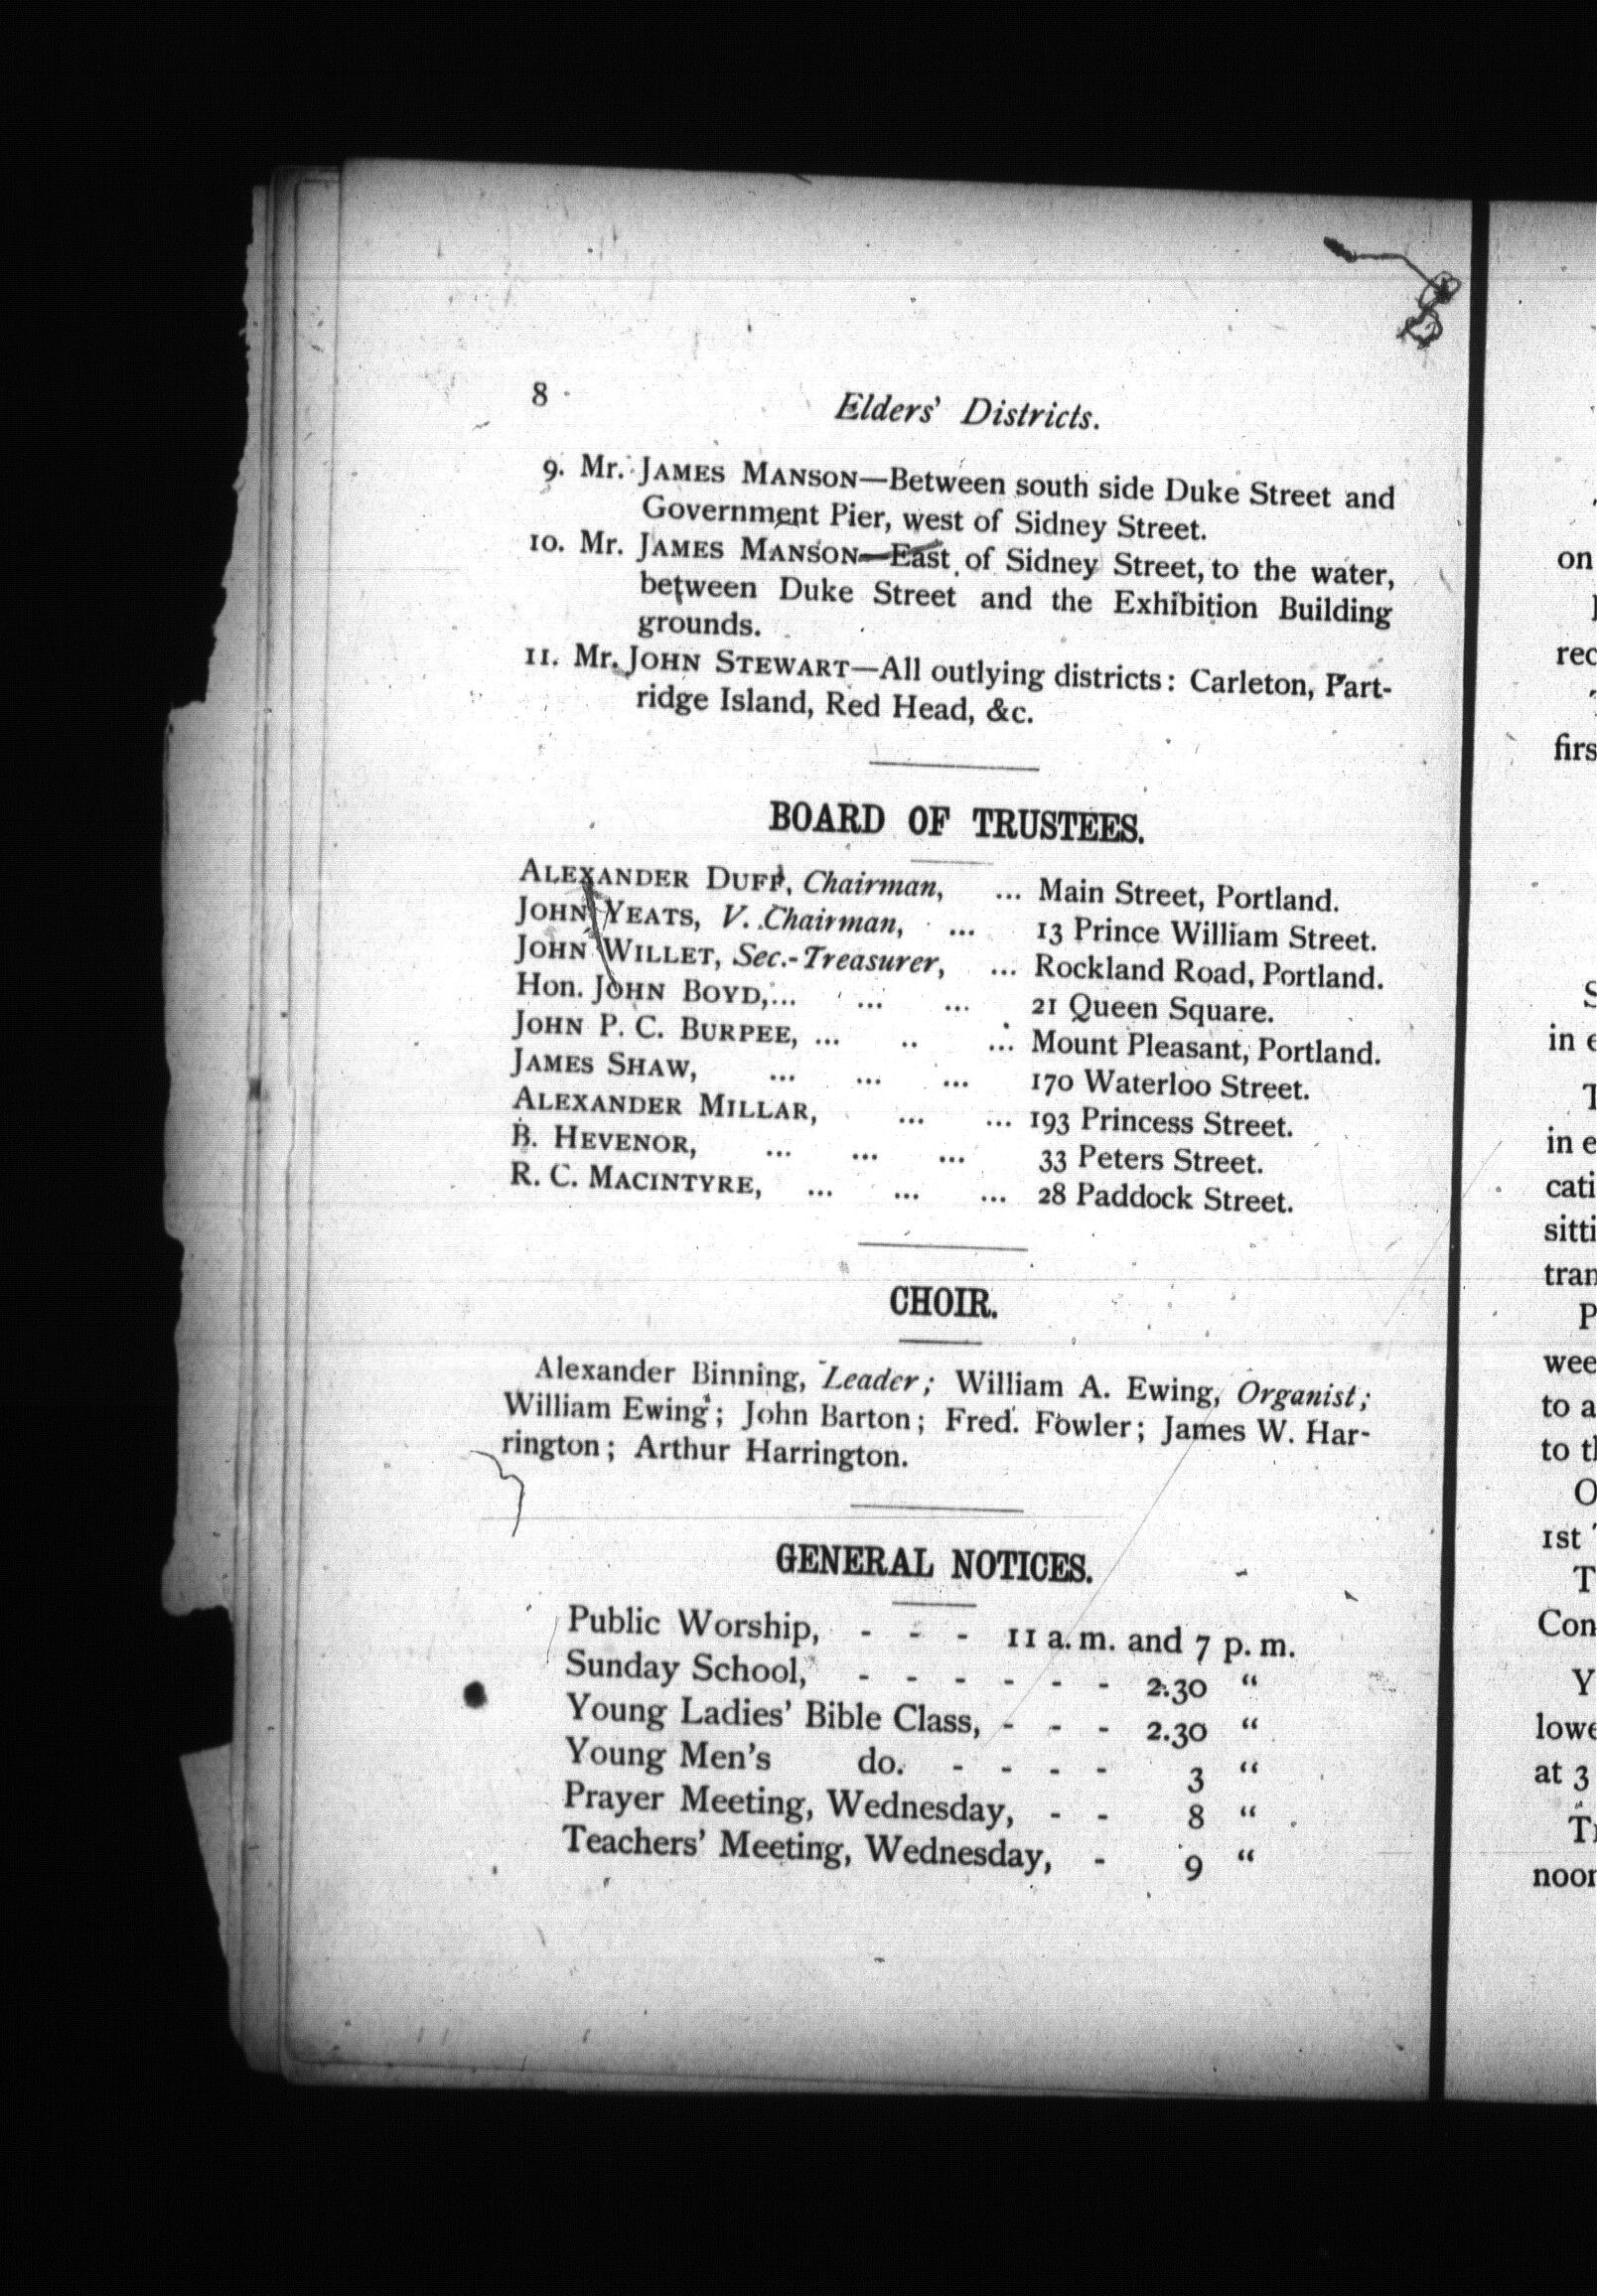 8 Elders' Districts.
9. Mr. JAMES MANSON—Between south side Duke Street and
Government Pier, west of Sidney Street.
10. Mr. JAMES MANSON—East of Sidney Street, to the water,
between Duke Street and the Exhibition Building
grounds.
11. Mr. JOHN STEWART—All outlying districts: Carleton, Part-
ridge Island, Red Head, &c.
BOARD OF TRUSTEES.
ALEXANDER DUFF, Chairman, ... Main Street, Portland.
JOHN YEATS, V. Chairman, ... 13 Prince William Street.
JOHN WILLET, Sec.-Treasurer, ... Rockland Road, Portland.
Hon. JOHN BOYD,... ... ... 21 Queen Square.
JOHN P. C. BURPEE, ... .. ... Mount Pleasant, Portland.
JAMES SHAW, ... ... ... 170 Waterloo Street.
ALEXANDER MILLAR, ... ... 193 Princess Street.
B. HEVENOR, ... ... ... 33 Peters Street.
R. C. MACINTYRE, ... ... ... 28 Paddock Street.
CHOIR.
Alexander Binning, Leader; William A. Ewing, Organist;
William Ewing; John Barton; Fred. Fowler; James W. Har-
rington; Arthur Harrington.
GENERAL NOTICES.
Public Worship, - - - 11 a. m. and 7 p. m.
Sunday School, - - - - - - 2.30 "
Young Ladies' Bible Class, - - - 2.30 "
Young Men's do. - - - - 3 "
Prayer Meeting, Wednesday, - - 8 "
Teachers' Meeting, Wednesday, - 9 "
on
rec
firs
in e
in e
cati
sitti
tran
wee
to a
to th
1st
Con
lowe
at 3
noon